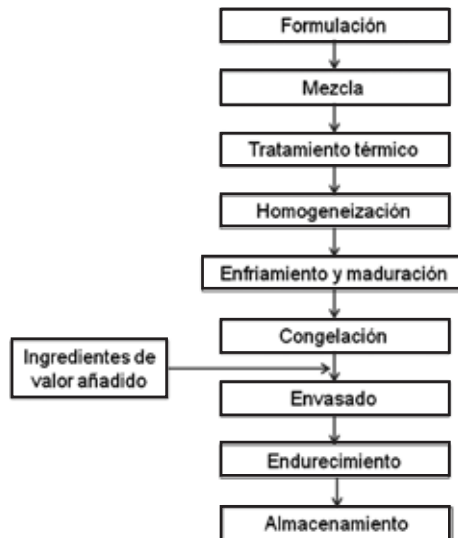 Formulación
Mezcla
Tratamiento térmico
Homogeneización
Enfriamiento y maduración
Congelación
Ingredientes de
valor añadido
Envasado
Endurecimiento
Almacenamiento